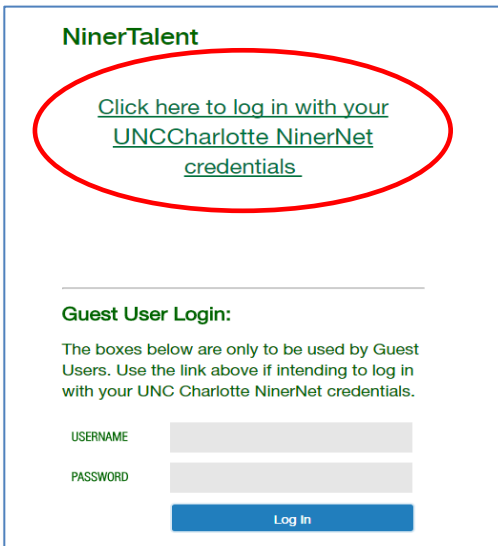 NinerTalent
Click here to log in with your
UNCCharlotte NinerNet
credentials
Guest User Login:
The boxes below are only to be used by Guest
Users. Use the link above if intending to log in
with your UNC Charlotte NinerNet credentials.
USERNAME
PASSWORD
Log In